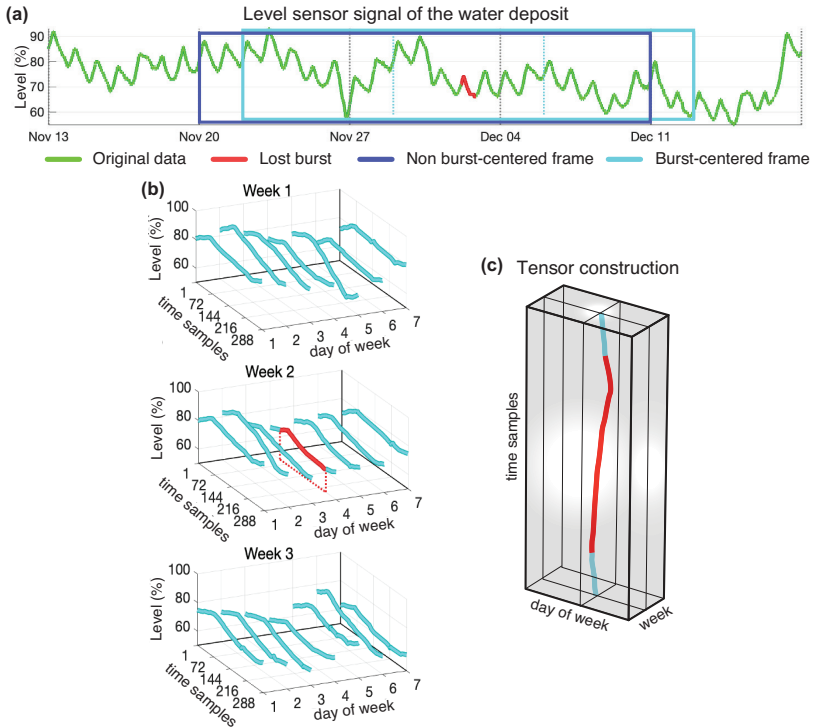 (a) Level sensor signal of the water deposit
Level (%)
90
80
70
60
Nov 13 Nov 20 Nov 27 Dec 04 Dec 11
Original data Lost burst Non burst-centered frame Burst-centered frame
(b)
Week 1
Level (%)
100
80
60
1
72
144
216
288
time samples
1 2 3 4 5 6 7
day of week
Week 2
Level (%)
100
80
60
1
72
144
216
288
time samples
1 2 3 4 5 6 7
day of week
Week 3
Level (%)
100
80
60
1
72
144
216
288
time samples
1 2 3 4 5 6 7
day of week
(c) Tensor construction
time samples
day of week
week